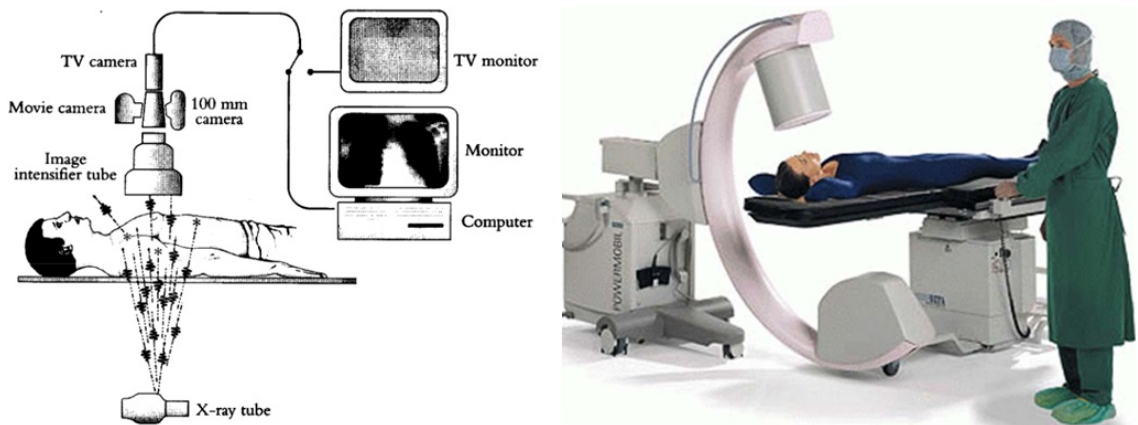 TV camera
TV monitor
Movie camera
100 mm
camera
Image
intensifier tube
Monitor
Computer
X-ray tube
POWERMOBIL